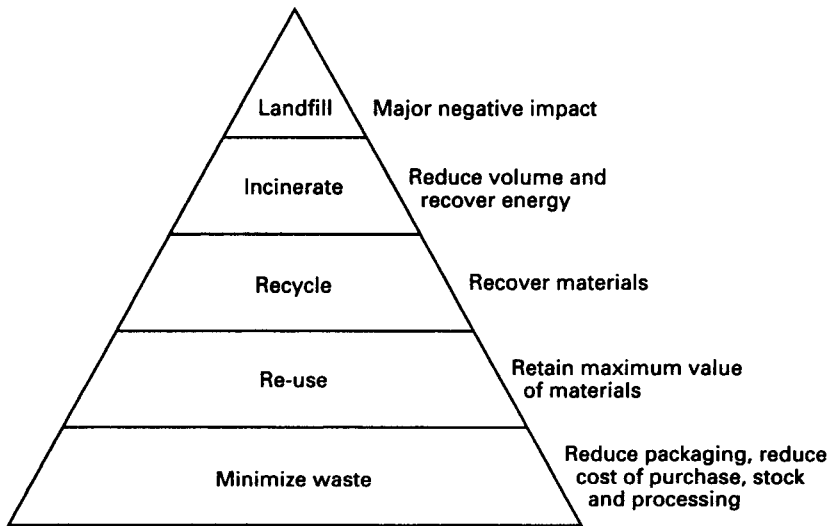 Landfill
Major negative impact
Incinerate
Reduce volume and
recover energy
Recycle
Recover materials
Re-use
Retain maximum value
of materials
Minimize waste
Reduce packaging, reduce
cost of purchase, stock
and processing